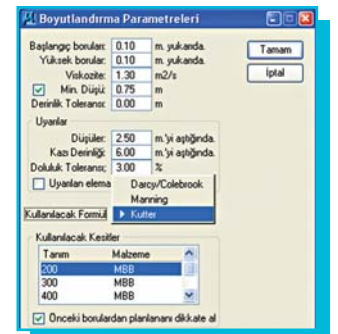 Boyutlandırma Parametreleri
Başlangıç boruları: 0.10 m. yukarıda. Tamam
Yüksek borular: 0.10 m. yukarıda. İptal
Viskozite: 1.30 m2/s
Min. Düşü: 0.75 m
Derinlik Toleransı: 0.00 m
Uyarılar
Düşüler: 2.50 m.'yi aştığında.
Kazı Derinliği: 6.00 m.'yi aştığında.
Doluluk Toleransı: 3.00 %
Uyarılan elema
Darcy/Colebrook
Manning
Kullanılacak Formül Kutter
Kullanılacak Kesitler
Tanım Malzeme
200 MBB
300 MBB
400 MBB
Önceki borulardan planlananı dikkate al